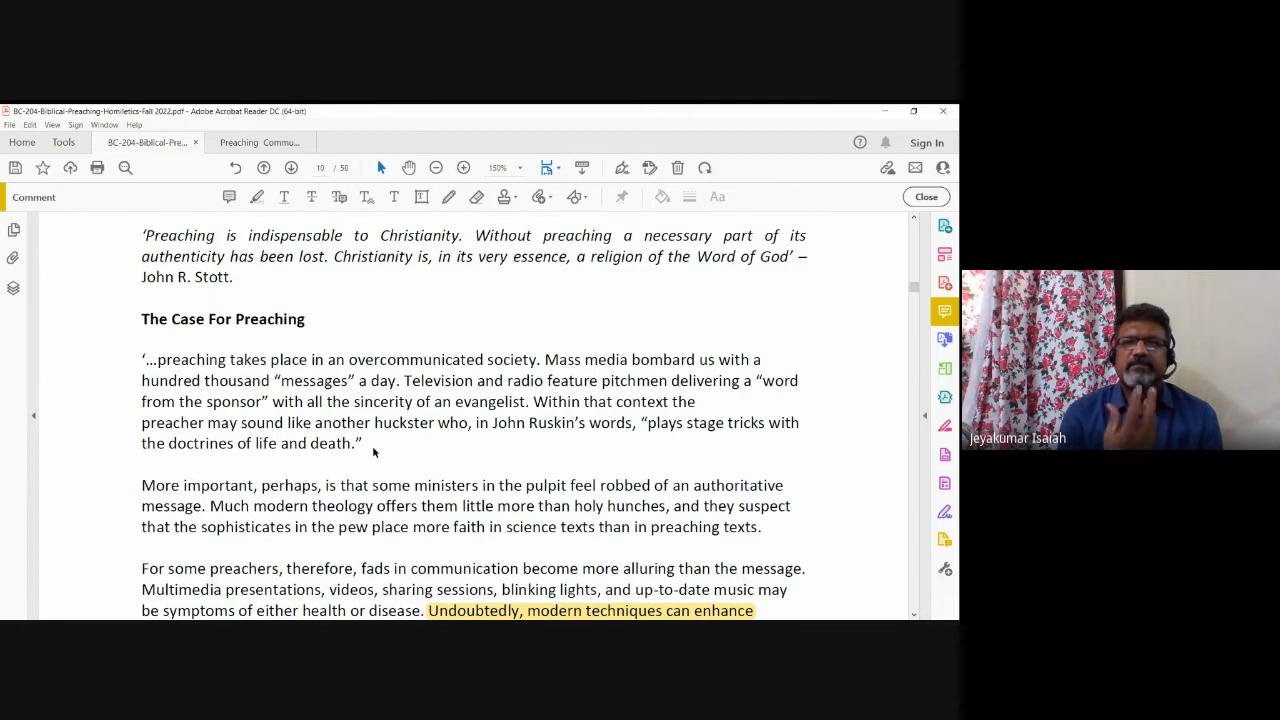 BC-204-Biblical-Preaching-Homiletics-Fall 2022.pdf - Adobe Acrobat Reader DC (64-bit)
File Edit View Sign Window Help
Home Tools BC-204-Biblical-Pre... × Preaching Commu... Sign In
10 / 58 150%
Comment Close
‘Preaching is indispensable to Christianity. Without preaching a necessary part of its
authenticity has been lost. Christianity is, in its very essence, a religion of the Word of God’ –
John R. Stott.
The Case For Preaching
‘…preaching takes place in an overcommunicated society. Mass media bombard us with a
hundred thousand “messages” a day. Television and radio feature pitchmen delivering a “word
from the sponsor” with all the sincerity of an evangelist. Within that context the
preacher may sound like another huckster who, in John Ruskin’s words, “plays stage tricks with
the doctrines of life and death.”
More important, perhaps, is that some ministers in the pulpit feel robbed of an authoritative
message. Much modern theology offers them little more than holy hunches, and they suspect
that the sophisticates in the pew place more faith in science texts than in preaching texts.
For some preachers, therefore, fads in communication become more alluring than the message.
Multimedia presentations, videos, sharing sessions, blinking lights, and up-to-date music may
be symptoms of either health or disease. Undoubtedly, modern techniques can enhance
Jeyakumar Isaiah